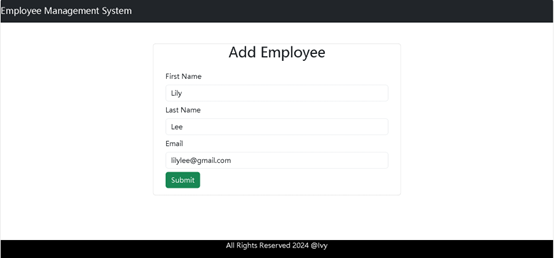 Employee Management System
Add Employee
First Name
Lily
Last Name
Lee
Email
lilylee@gmail.com
Submit
All Rights Reserved 2024 @Ivy